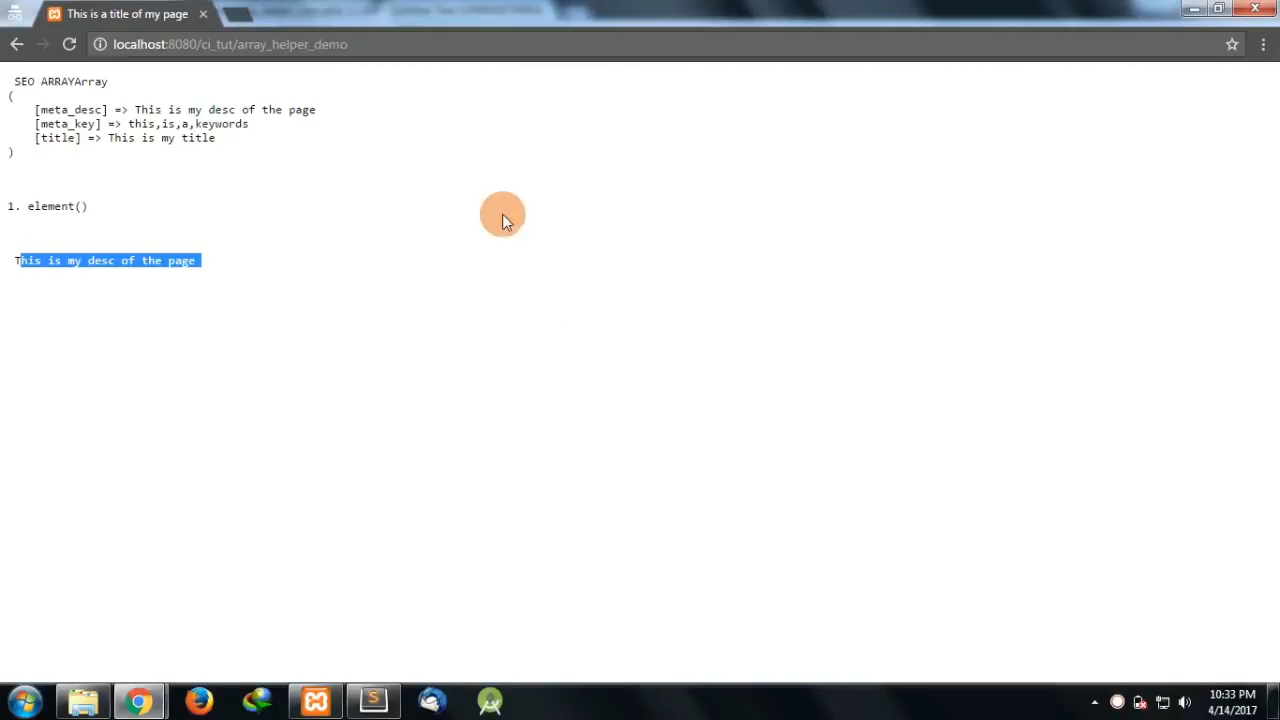 This is a title of my page
localhost:8080/ci_tut/array_helper_demo
SEO ARRAYArray
(
[meta_desc] => This is my desc of the page
[meta_key] => this,is,a,keywords
[title] => This is my title
)
1. element()
This is my desc of the page
10:33 PM
4/14/2017